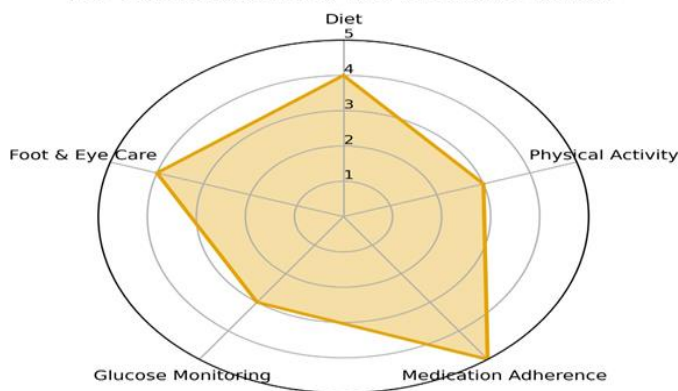 Diet
5
4
3
2
1
Foot & Eye Care
Physical Activity
Glucose Monitoring
Medication Adherence